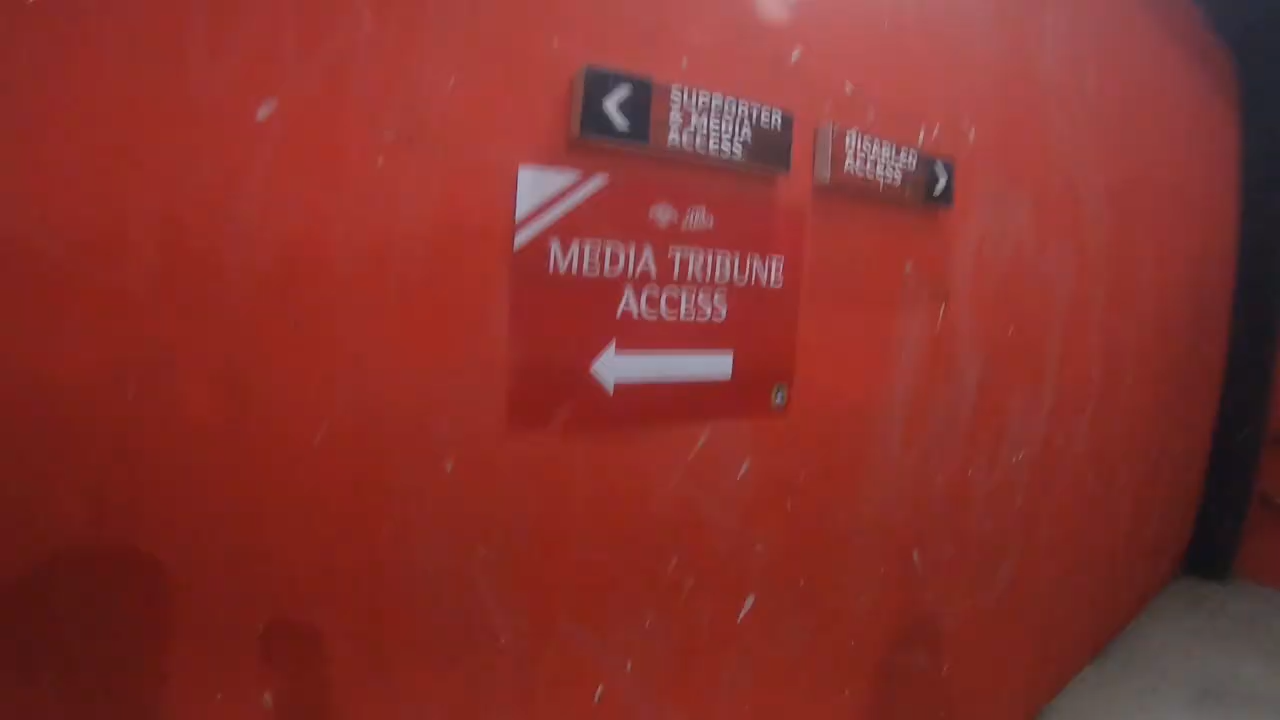 SUPPORTER
& MEDIA
ACCESS
DISABLED
ACCESS
MEDIA TRIBUNE
ACCESS